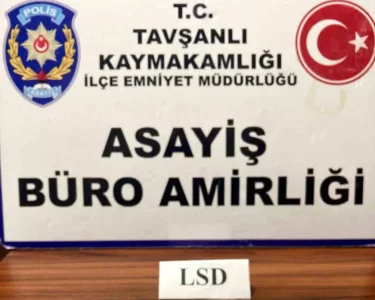 POLİS
T.C.
TAVŞANLI
KAYMAKAMLIĞI
İLÇE EMNİYET MÜDÜRLÜĞÜ
ASAYİŞ
BÜRO AMİRLİĞİ
LSD